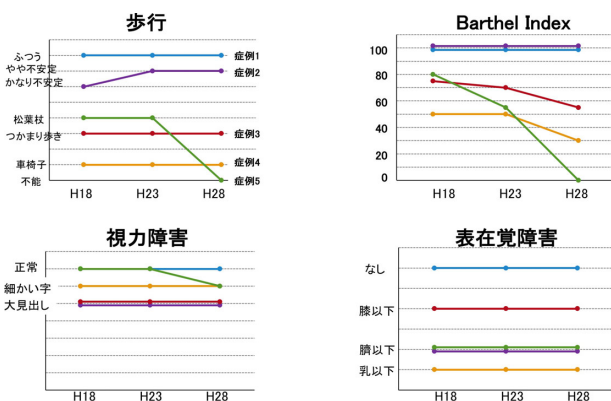 歩行
ふつう
やや不安定
かなり不安定
松葉杖
つかまり歩き
車椅子
不能
症例1
症例2
症例3
症例4
症例5
H18 H23 H28
Barthel Index
100
80
60
40
20
0
H18 H23 H28
視力障害
正常
細かい字
大見出し
H18 H23 H28
表在覚障害
なし
膝以下
臍以下
乳以下
H18 H23 H28